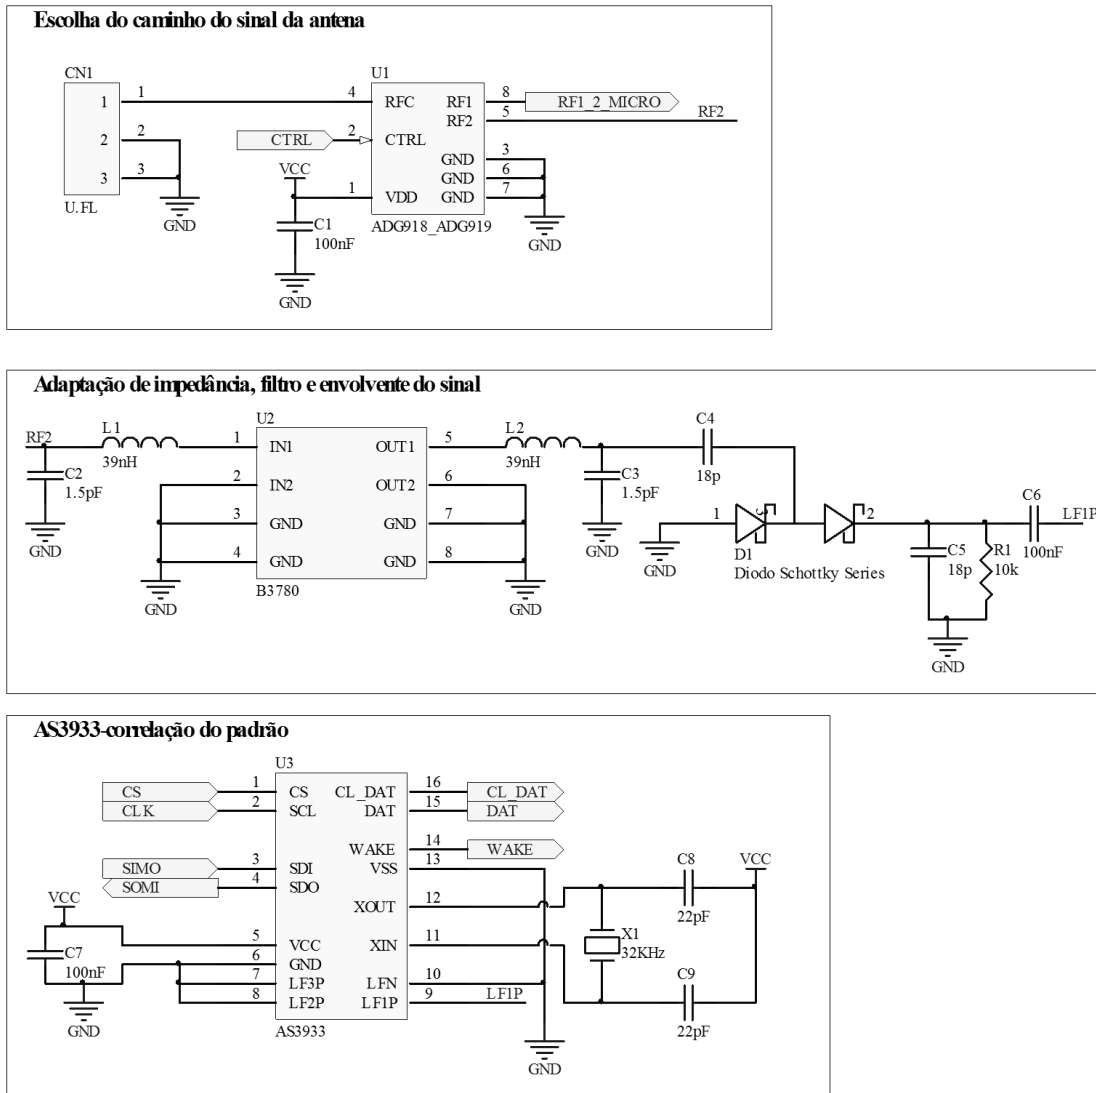 Escolha do caminho do sinal da antena
CN1
U1
1
1
4
RFC
RF1
8
RF1_2_MICRO
RF2
5
RF2
2
2
CTRL
2
CTRL
GND
3
VCC
GND
6
3
3
1
VDD
GND
7
U.FL
GND
C1
100nF
ADG918_ADG919
GND
GND
Adaptação de impedância, filtro e envolvente do sinal
RF2
L1
39nH
C2
1.5pF
GND
U2
1
IN1
OUT1
5
2
IN2
OUT2
6
3
GND
GND
7
4
GND
GND
8
GND
B3780
GND
L2
39nH
C3
1.5pF
GND
C4
18p
1
3
2
GND
D1
Diodo Schottky Series
C5
18p
R1
10k
C6
100nF
LF1P
GND
AS3933-correlação do padrão
U3
CS
1
CS
CL_DAT
16
CL_DAT
CLK
2
SCL
DAT
15
DAT
WAKE
14
WAKE
SIMO
3
SDI
VSS
13
SOMI
4
SDO
XOUT
12
C8
22pF
VCC
VCC
5
VCC
XIN
11
X1
32KHz
C7
100nF
6
GND
7
LF3P
LFN
10
8
LF2P
LF1P
9
LF1P
C9
22pF
GND
AS3933
GND